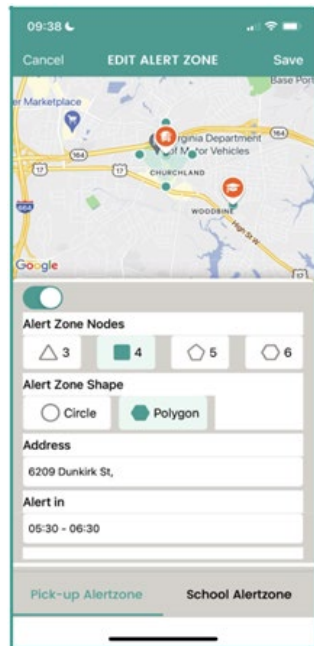 09:38
Cancel EDIT ALERT ZONE Save
Base
er Marketplace
164
Virginia Department
of Motor Vehicles
164
17
17
CHURCHLAND
664
WOODBINE
High St W
Google
17
Alert Zone Nodes
3 4 5 6
Alert Zone Shape
Circle Polygon
Address
6209 Dunkirk St,
Alert in
05:30 - 06:30
Pick-up Alertzone School Alertzone